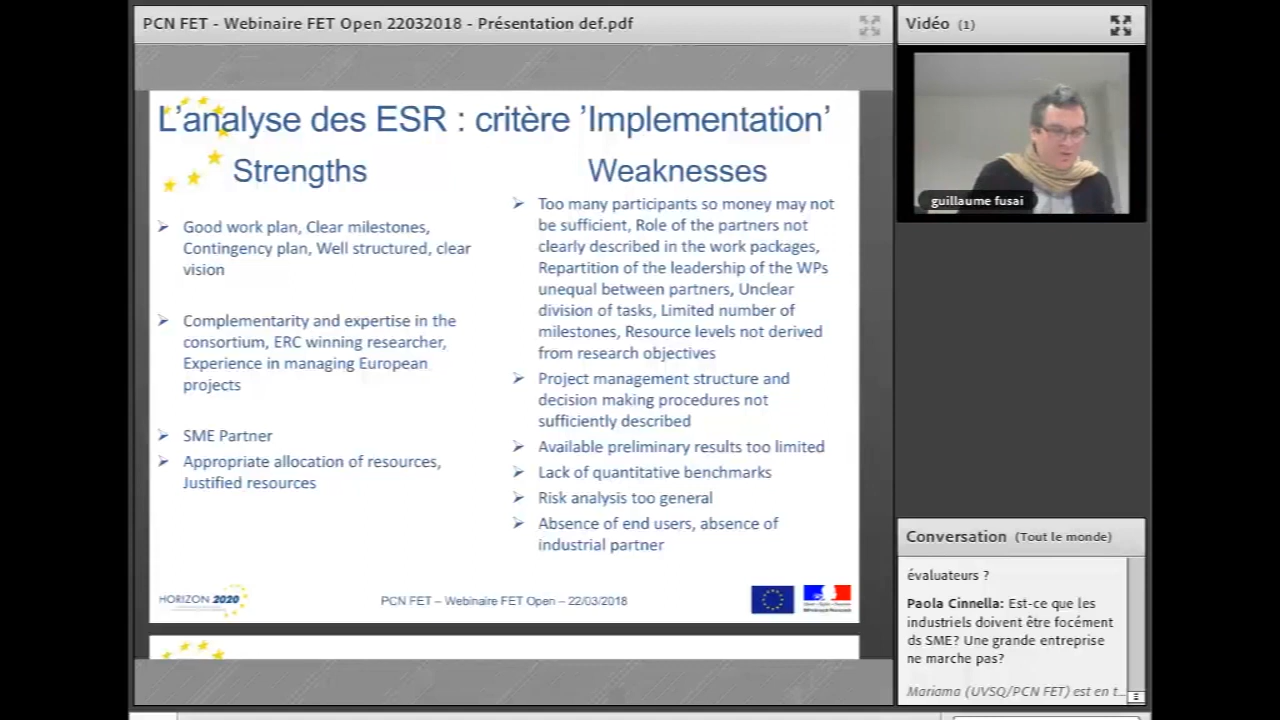 PCN FET - Webinaire FET Open 22032018 - Présentation def.pdf
L’analyse des ESR : critère ’Implementation’
Strengths
Good work plan, Clear milestones,
Contingency plan, Well structured, clear
vision
Complementarity and expertise in the
consortium, ERC winning researcher,
Experience in managing European
projects
SME Partner
Appropriate allocation of resources,
Justified resources
Weaknesses
Too many participants so money may not
be sufficient, Role of the partners not
clearly described in the work packages,
Repartition of the leadership of the WPs
unequal between partners, Unclear
division of tasks, Limited number of
milestones, Resource levels not derived
from research objectives
Project management structure and
decision making procedures not
sufficiently described
Available preliminary results too limited
Lack of quantitative benchmarks
Risk analysis too general
Absence of end users, absence of
industrial partner
HORIZON 2020
PCN FET – Webinaire FET Open – 22/03/2018
Vidéo (1)
guillaume fusai
Conversation (Tout le monde)
évaluateurs ?
Paola Cinnella: Est-ce que les
industriels doivent être focément
ds SME? Une grande entreprise
ne marche pas?
Mariama (UVSQ/PCN FET) est en t...